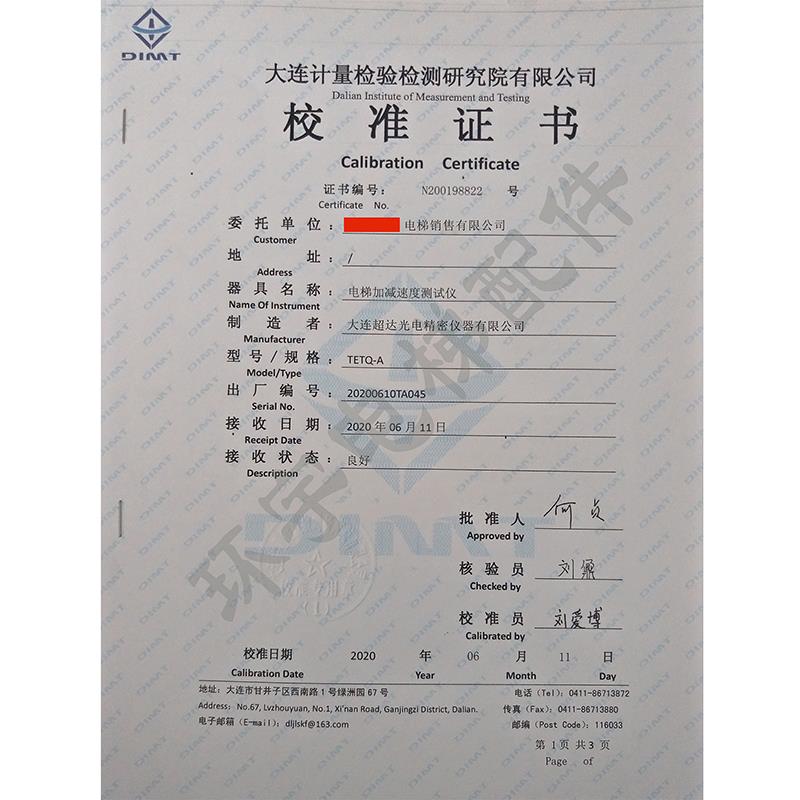 DIMT
大连计量检验检测研究院有限公司
Dalian Institute of Measurement and Testing
校准证书
Calibration Certificate
证书编号： N200198822 号
Certificate No.
委托单位： 电梯销售有限公司
Customer
地址： /
Address
器具名称： 电梯加减速度测试仪
Name Of Instrument
制造者： 大连超达光电精密仪器有限公司
Manufacturer
型号/规格： TETQ-A
Model/Type
出厂编号： 20200610TA045
Serial No.
接收日期： 2020 年 06 月 11 日
Receipt Date
接收状态： 良好
Description
环宇电梯配件
DIMT
批准人 何贞
Approved by
核验员
Checked by
校准员 刘爱博
Calibrated by
校准日期 2020 年 06 月 11 日
Calibration Date Year Month Day
地址：大连市甘井子区西南路1号绿洲园67号 电话（Tel）：0411-86713872
Address：No.67, Lvzhouyuan, No.1, Xi'nan Road, Ganjingzi District, Dalian. 传真（Fax）：0411-86713880
电子邮箱（E-mail）：dljlskf@163.com 邮编（Post Code）：116033
第 1页 共3 页
Page of